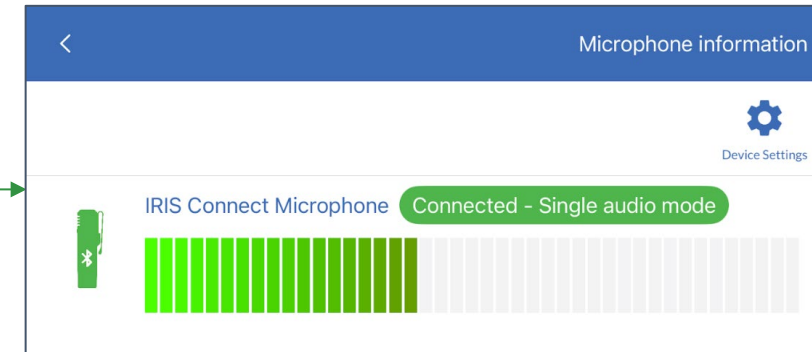 Microphone information
Device Settings
IRIS Connect Microphone Connected - Single audio mode